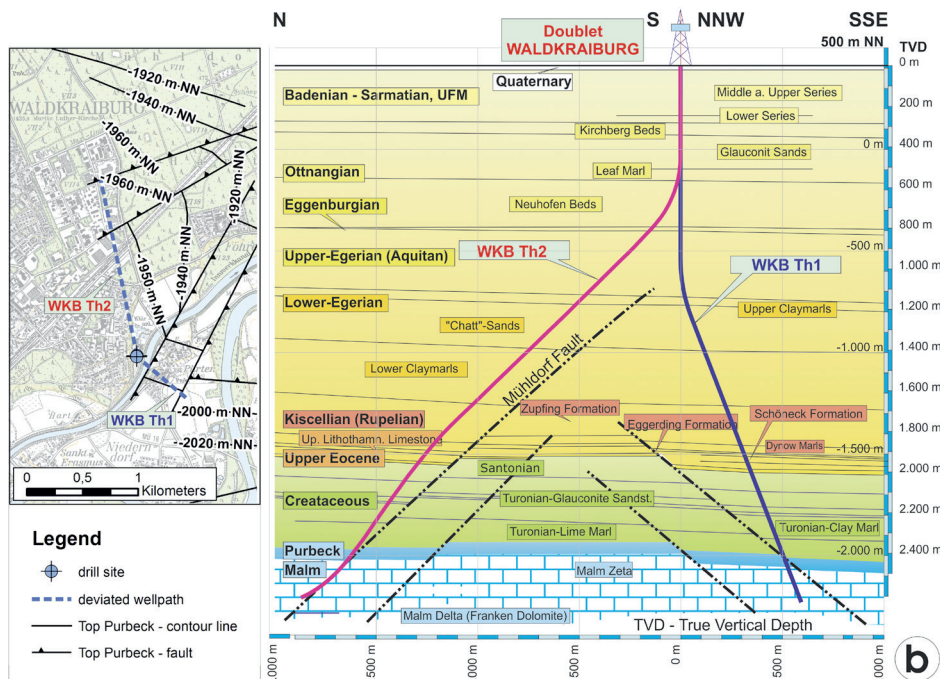 N
S
NNW
SSE
Doublet
WALDKRAIBURG
500 m NN
TVD
0 m
Quaternary
Badenian - Sarmatian, UFM
Middle a. Upper Series
200 m
Lower Series
Kirchberg Beds
0 m
400 m
Glauconit Sands
Ottnangian
Leaf Marl
600 m
Eggenburgian
Neuhofen Beds
800 m
Upper-Egerian (Aquitan)
WKB Th2
WKB Th1
-500 m
1.000 m
Lower-Egerian
Upper Claymarls
1.200 m
"Chatt"-Sands
Mühldorf Fault
-1.000 m
1.400 m
Lower Claymarls
1.600 m
Kiscellian (Rupelian)
Zupfing Formation
Schöneck Formation
Up. Lithothamn. Limestone
Eggerding Formation
1.800 m
Dynow Marls
-1.500 m
Upper Eocene
Santonian
2.000 m
Creataceous
Turonian-Glauconite Sandst.
2.200 m
Turonian-Lime Marl
Turonian-Clay Marl
Purbeck
-2.000 m
2.400 m
Malm
Malm Zeta
Malm Delta (Franken Dolomite)
TVD - True Vertical Depth
000 m
500 m
500 m
0
500 m
000 m
b
-1920 m NN
-1940 m NN
WALDKRAIBURG
-1960 m NN
-1960 m NN
-1920 m NN
-1950 m NN
-1940 m NN
WKB Th2
WKB Th1
-2000 m NN
-2020 m NN
0 0,5 1
Kilometers
Legend
drill site
deviated wellpath
Top Purbeck - contour line
Top Purbeck - fault